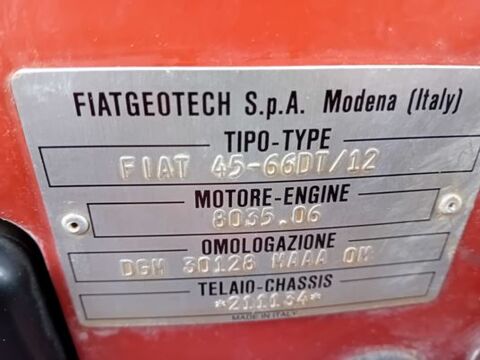 FIATGEOTECH S.p.A. Modena (Italy)
TIPO-TYPE
FIAT 45-66DT/12
MOTORE-ENGINE
8035.06
OMOLOGAZIONE
DGM 30128 MAAA OM
TELAIO-CHASSIS
*211134*
MADE IN ITALY